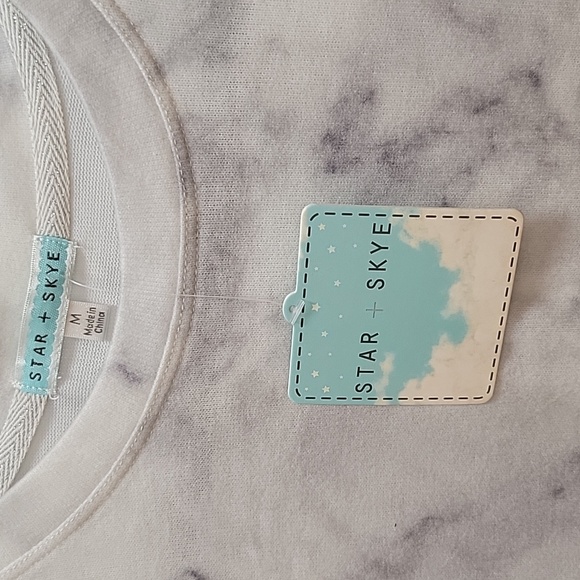 STAR + SKYE
M
Made in
China
STAR + SKYE